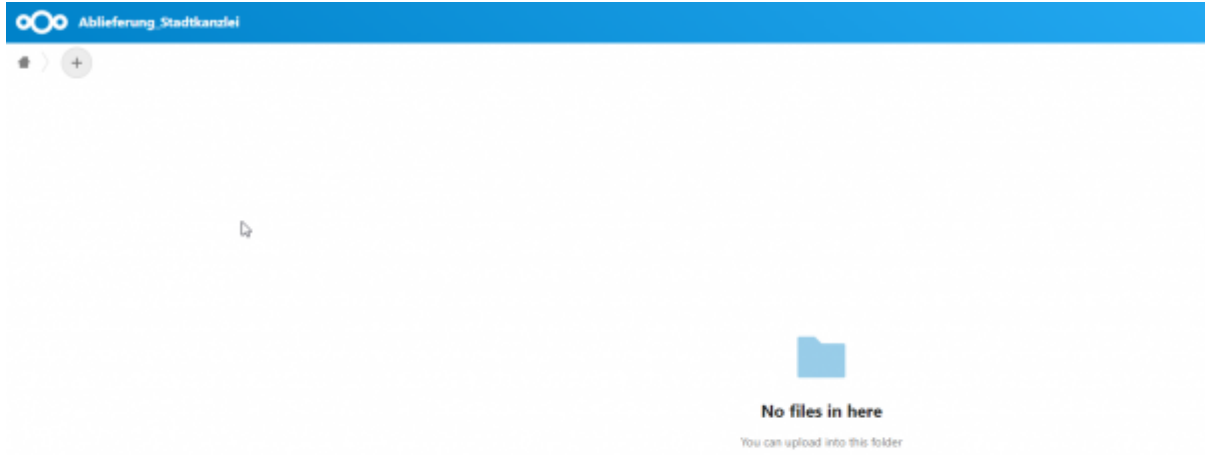 Ablieferung_Stadtkanzlei
No files in here
You can upload into this folder